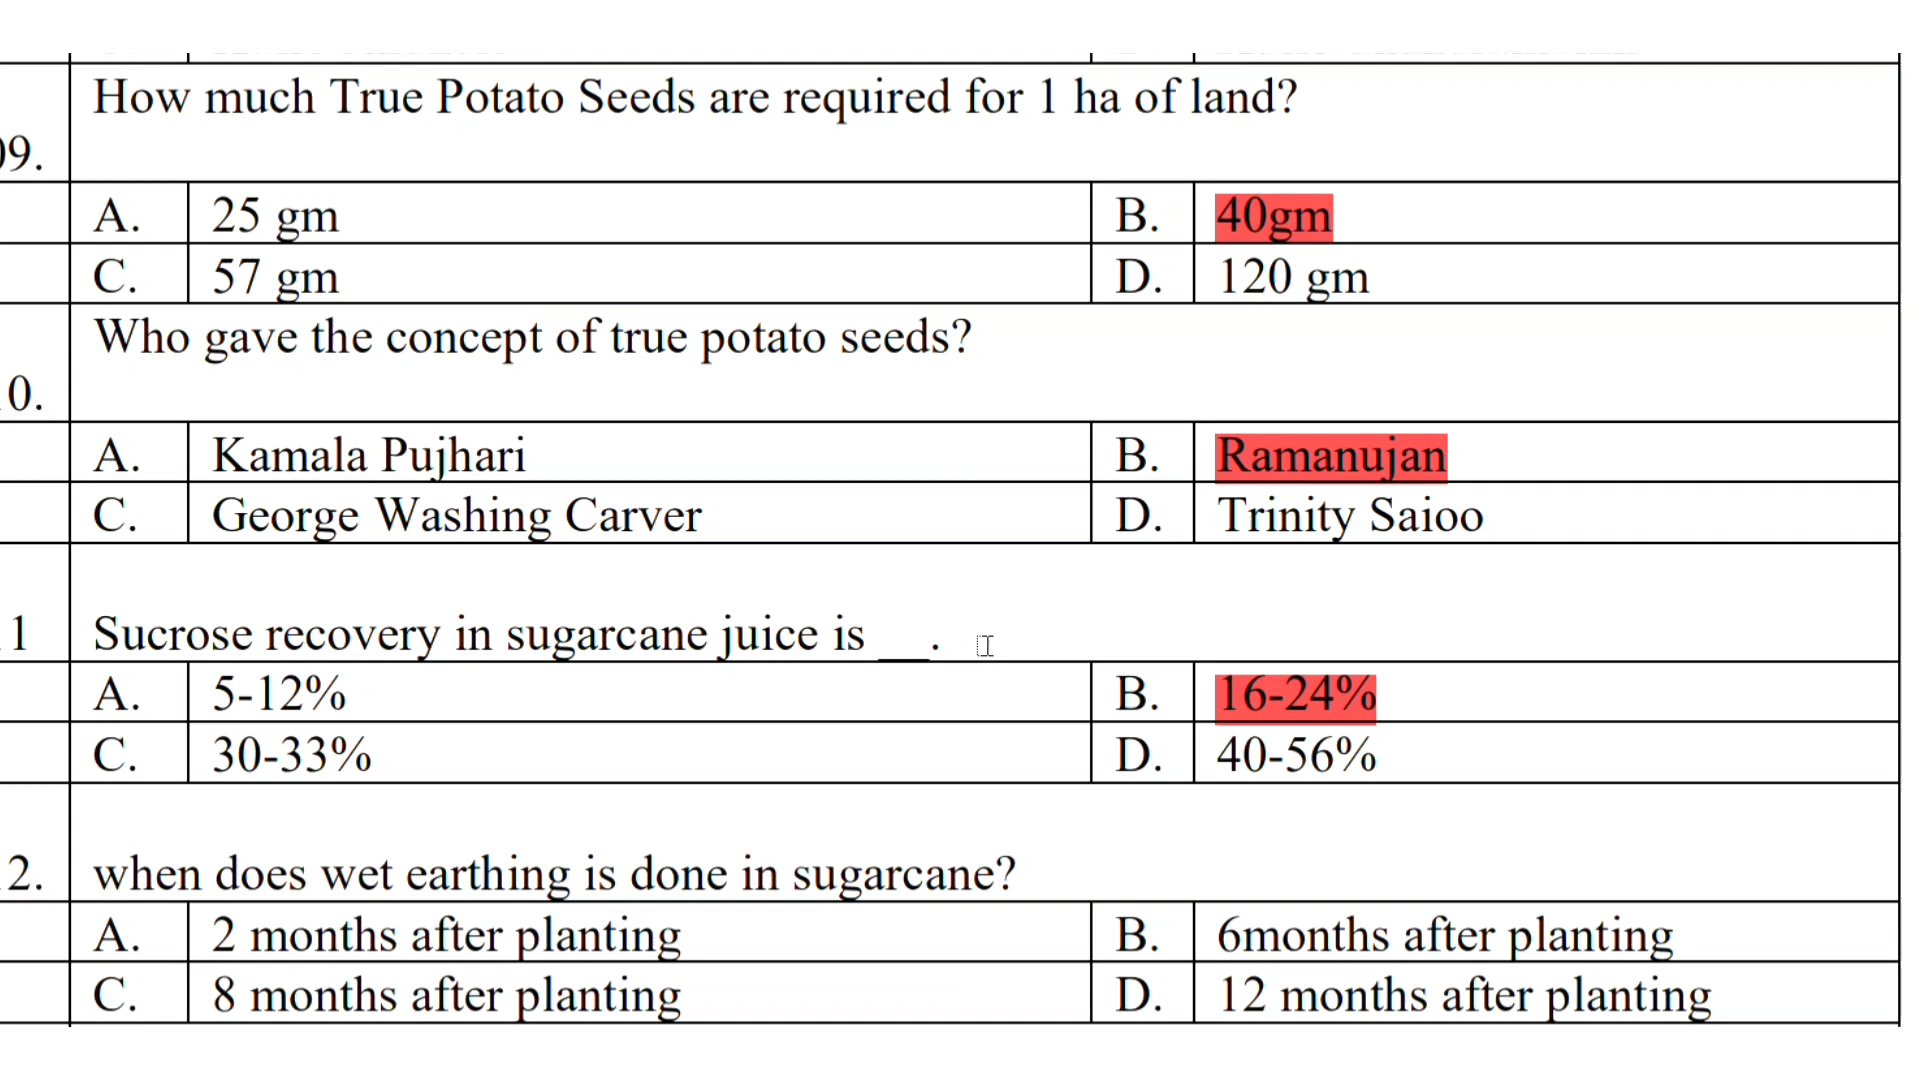 How much True Potato Seeds are required for 1 ha of land?
09.
A. 25 gm B. 40gm
C. 57 gm D. 120 gm
Who gave the concept of true potato seeds?
0.
A. Kamala Pujhari B. Ramanujan
C. George Washing Carver D. Trinity Saioo
1 Sucrose recovery in sugarcane juice is __.
A. 5-12% B. 16-24%
C. 30-33% D. 40-56%
2. when does wet earthing is done in sugarcane?
A. 2 months after planting B. 6months after planting
C. 8 months after planting D. 12 months after planting